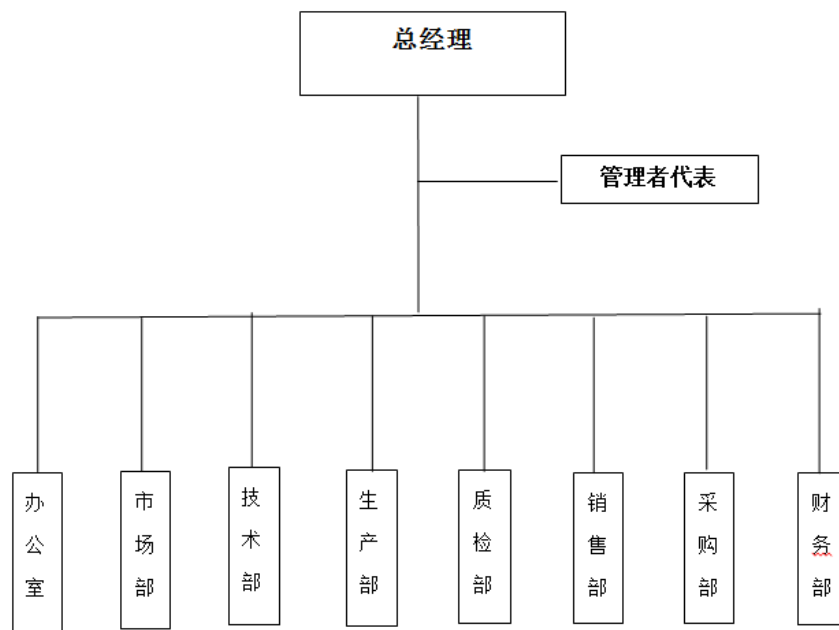 总经理
管理者代表
办公室
市场部
技术部
生产部
质检部
销售部
采购部
财务部